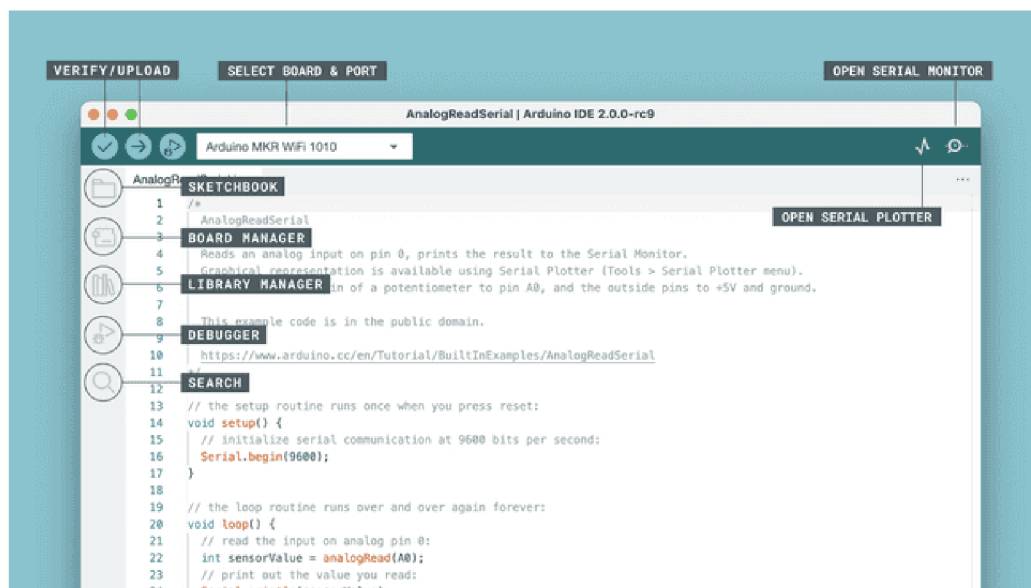 VERIFY/UPLOAD
SELECT BOARD & PORT
OPEN SERIAL MONITOR
AnalogReadSerial | Arduino IDE 2.0.0-rc9
Arduino MKR WiFi 1010
SKETCHBOOK
1 /*
OPEN SERIAL PLOTTER
2 AnalogReadSerial
3
BOARD MANAGER
4 Reads an analog input on pin 0, prints the result to the Serial Monitor.
5 Graphical representation is available using Serial Plotter (Tools > Serial Plotter menu).
LIBRARY MANAGER
6 of a potentiometer to pin A0, and the outside pins to +5V and ground.
7
8 This example code is in the public domain.
DEBUGGER
9
10 https://www.arduino.cc/en/Tutorial/BuiltInExamples/AnalogReadSerial
11 */
SEARCH
12
13 // the setup routine runs once when you press reset:
14 void setup() {
15 // initialize serial communication at 9600 bits per second:
16 Serial.begin(9600);
17 }
18
19 // the loop routine runs over and over again forever:
20 void loop() {
21 // read the input on analog pin 0:
22 int sensorValue = analogRead(A0);
23 // print out the value you read: